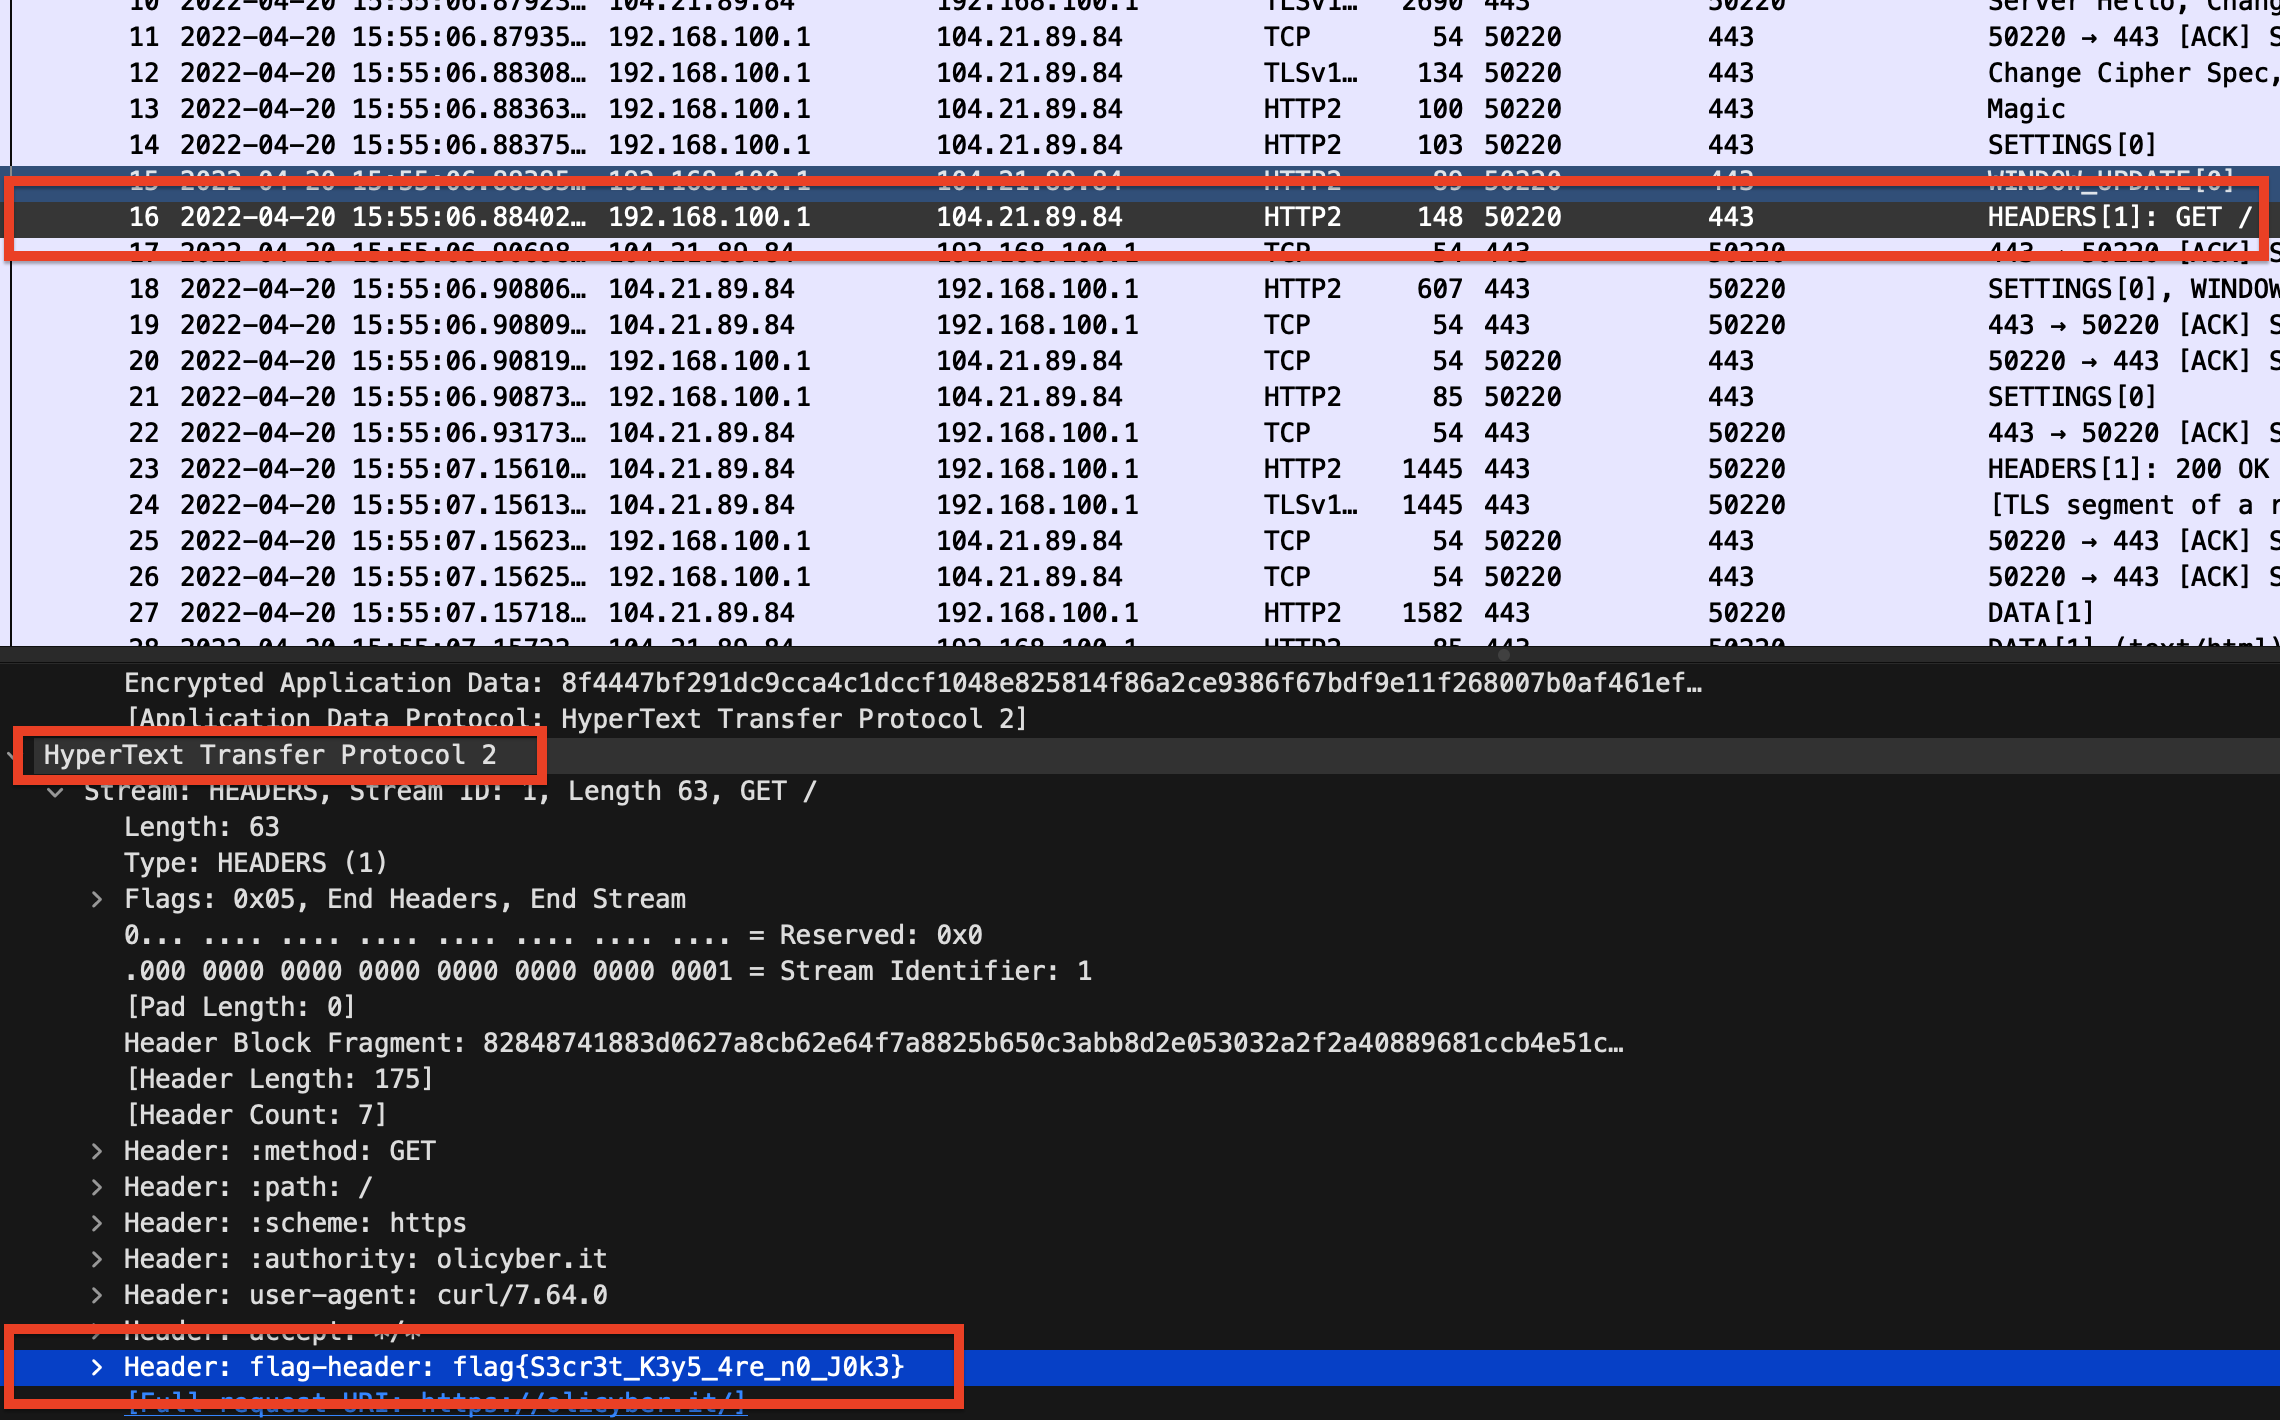 10 2022-04-20 15:55:06.87923… 104.21.89.84 192.168.100.1 TLSv1… 2690 443 50220 Server Hello, Chang
11 2022-04-20 15:55:06.87935… 192.168.100.1 104.21.89.84 TCP 54 50220 443 50220 → 443 [ACK] S
12 2022-04-20 15:55:06.88308… 192.168.100.1 104.21.89.84 TLSv1… 134 50220 443 Change Cipher Spec,
13 2022-04-20 15:55:06.88363… 192.168.100.1 104.21.89.84 HTTP2 100 50220 443 Magic
14 2022-04-20 15:55:06.88375… 192.168.100.1 104.21.89.84 HTTP2 103 50220 443 SETTINGS[0]
15 2022-04-20 15:55:06.88385… 192.168.100.1 104.21.89.84 HTTP2 89 50220 443 WINDOW_UPDATE[0]
16 2022-04-20 15:55:06.88402… 192.168.100.1 104.21.89.84 HTTP2 148 50220 443 HEADERS[1]: GET /
17 2022-04-20 15:55:06.90698… 104.21.89.84 192.168.100.1 TCP 54 443 50220 443 → 50220 [ACK] S
18 2022-04-20 15:55:06.90806… 104.21.89.84 192.168.100.1 HTTP2 607 443 50220 SETTINGS[0], WINDOW
19 2022-04-20 15:55:06.90809… 104.21.89.84 192.168.100.1 TCP 54 443 50220 443 → 50220 [ACK] S
20 2022-04-20 15:55:06.90819… 192.168.100.1 104.21.89.84 TCP 54 50220 443 50220 → 443 [ACK] S
21 2022-04-20 15:55:06.90873… 192.168.100.1 104.21.89.84 HTTP2 85 50220 443 SETTINGS[0]
22 2022-04-20 15:55:06.93173… 104.21.89.84 192.168.100.1 TCP 54 443 50220 443 → 50220 [ACK] S
23 2022-04-20 15:55:07.15610… 104.21.89.84 192.168.100.1 HTTP2 1445 443 50220 HEADERS[1]: 200 OK
24 2022-04-20 15:55:07.15613… 104.21.89.84 192.168.100.1 TLSv1… 1445 443 50220 [TLS segment of a r
25 2022-04-20 15:55:07.15623… 192.168.100.1 104.21.89.84 TCP 54 50220 443 50220 → 443 [ACK] S
26 2022-04-20 15:55:07.15625… 192.168.100.1 104.21.89.84 TCP 54 50220 443 50220 → 443 [ACK] S
27 2022-04-20 15:55:07.15718… 104.21.89.84 192.168.100.1 HTTP2 1582 443 50220 DATA[1]
28 2022-04-20 104.21.89.84 192.168.100.1 HTTP2 85 443 50220 DATA[1] (text/html)
Encrypted Application Data: 8f4447bf291dc9cca4c1dccf1048e825814f86a2ce9386f67bdf9e11f268007b0af461ef…
[Application Data Protocol: HyperText Transfer Protocol 2]
HyperText Transfer Protocol 2
Stream: HEADERS, Stream ID: 1, Length 63, GET /
Length: 63
Type: HEADERS (1)
Flags: 0x05, End Headers, End Stream
0... .... .... .... .... .... .... .... = Reserved: 0x0
.000 0000 0000 0000 0000 0000 0000 0001 = Stream Identifier: 1
[Pad Length: 0]
Header Block Fragment: 82848741883d0627a8cb62e64f7a8825b650c3abb8d2e053032a2f2a40889681ccb4e51c…
[Header Length: 175]
[Header Count: 7]
Header: :method: GET
Header: :path: /
Header: :scheme: https
Header: :authority: olicyber.it
Header: user-agent: curl/7.64.0
Header: accept: */*
Header: flag-header: flag{S3cr3t_K3y5_4re_n0_J0k3}
[Full request URI: https://olicyber.it/]